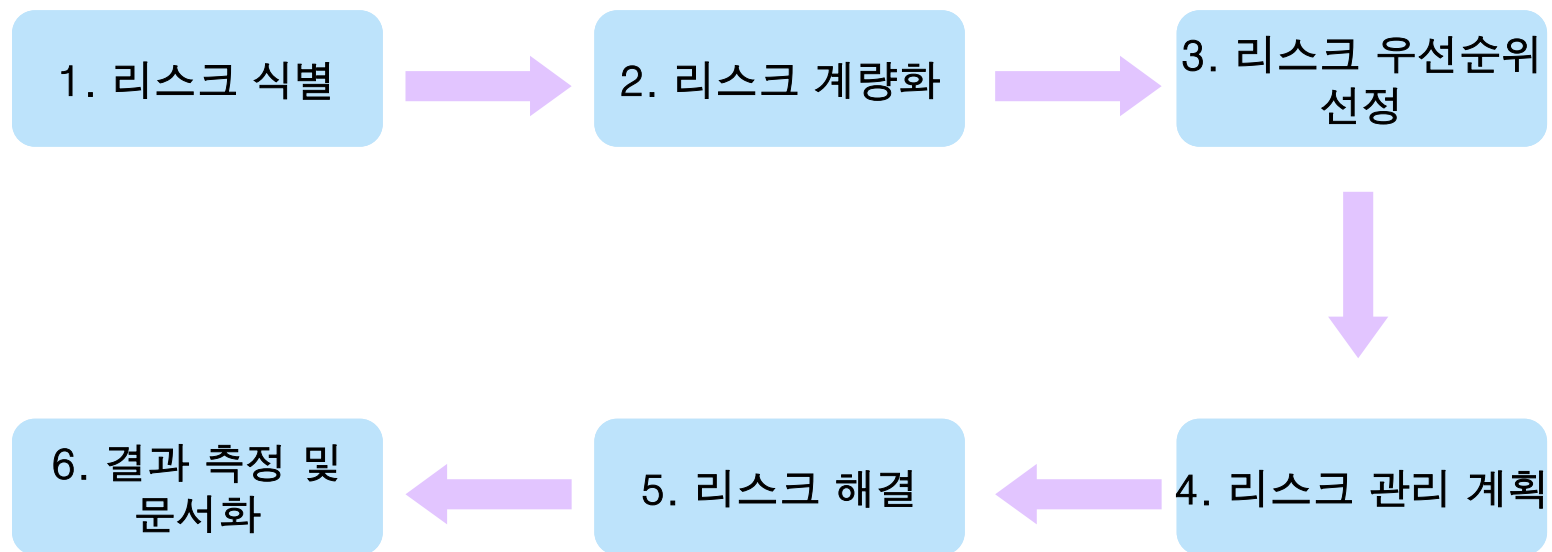 1. 리스크 식별
2. 리스크 계량화
3. 리스크 우선순위
선정
4. 리스크 관리 계획
5. 리스크 해결
6. 결과 측정 및
문서화